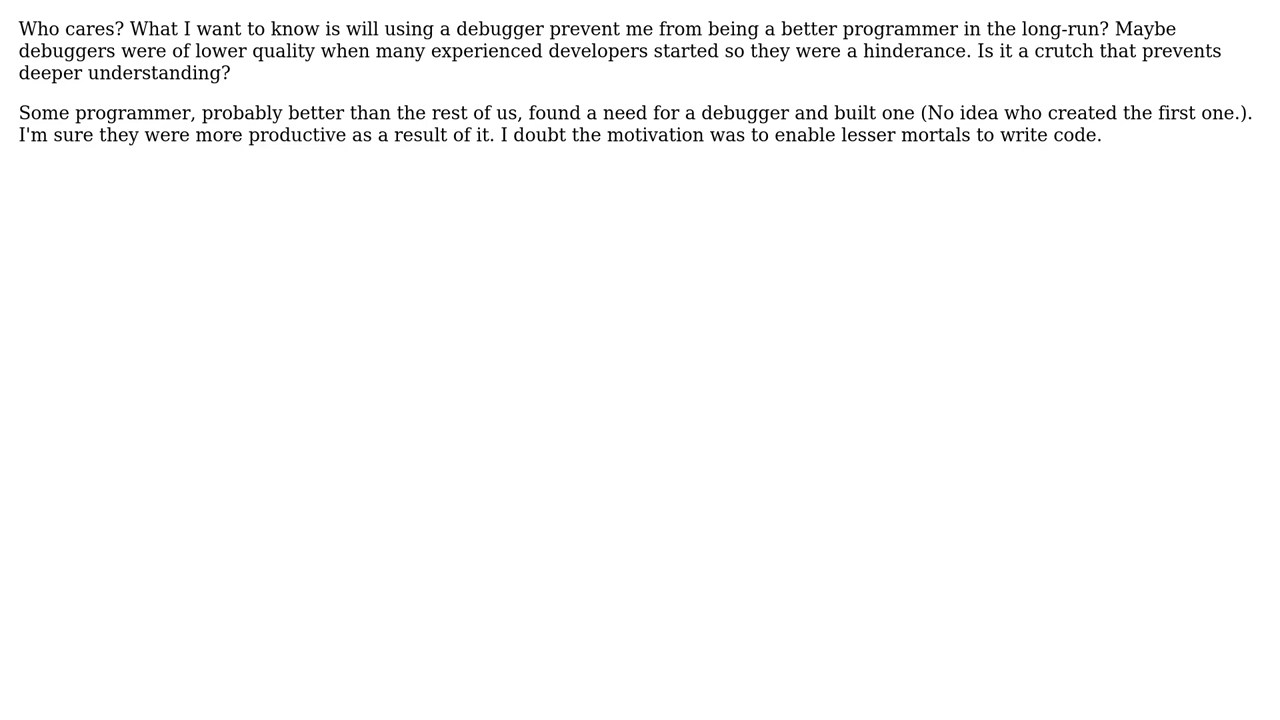 Who cares? What I want to know is will using a debugger prevent me from being a better programmer in the long-run? Maybe
debuggers were of lower quality when many experienced developers started so they were a hinderance. Is it a crutch that prevents
deeper understanding?
Some programmer, probably better than the rest of us, found a need for a debugger and built one (No idea who created the first one.).
I'm sure they were more productive as a result of it. I doubt the motivation was to enable lesser mortals to write code.